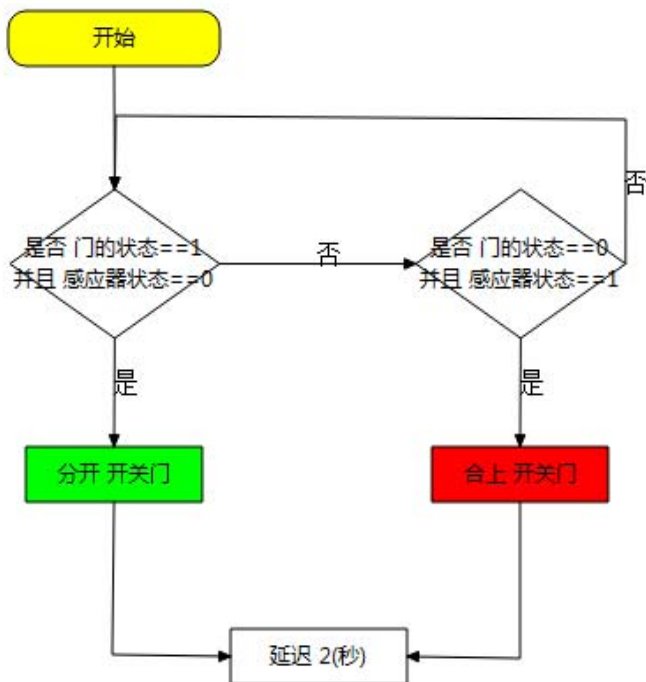 开始
否
是否 门的状态==1
并且 感应器状态==0
否
是否 门的状态==0
并且 感应器状态==1
是
是
分开 开关门
合上 开关门
延迟 2(秒)